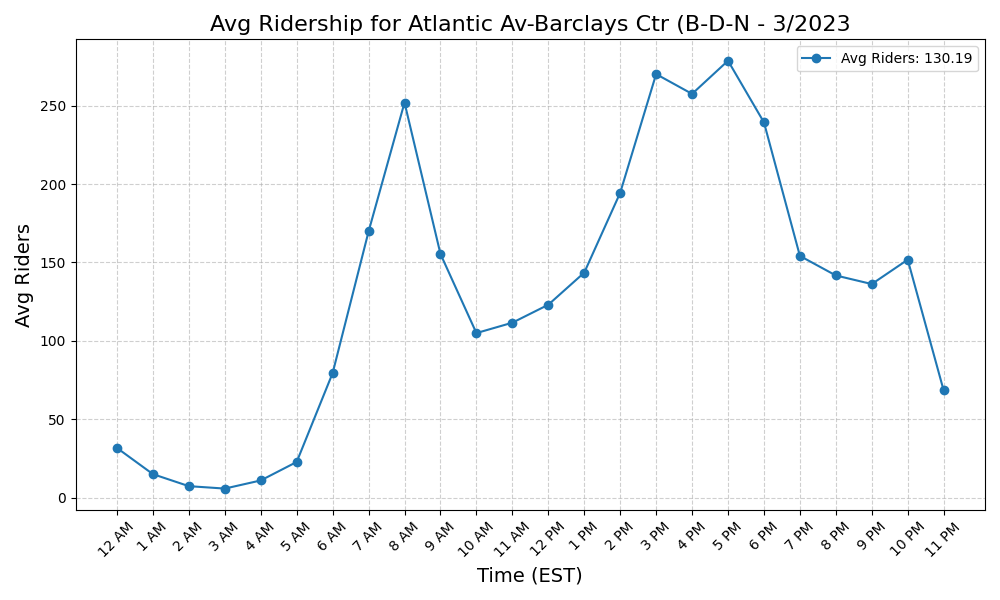 Avg Ridership for Atlantic Av-Barclays Ctr (B-D-N - 3/2023
Avg Riders: 130.19
Avg Riders
250
200
150
100
50
0
12 AM
1 AM
2 AM
3 AM
4 AM
5 AM
6 AM
7 AM
8 AM
9 AM
10 AM
11 AM
12 PM
1 PM
2 PM
3 PM
4 PM
5 PM
6 PM
7 PM
8 PM
9 PM
10 PM
11 PM
Time (EST)